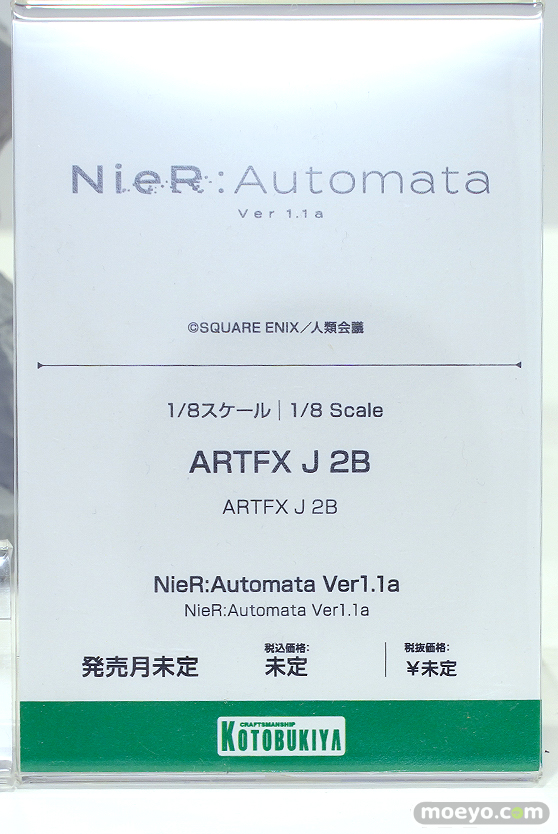 NieR:Automata
Ver 1.1a
©SQUARE ENIX/人類会議
1/8スケール│1/8 Scale
ARTFX J 2B
ARTFX J 2B
NieR:Automata Ver1.1a
NieR:Automata Ver1.1a
発売月未定
税込価格:
未定
税抜価格:
¥未定
CRAFTSMANSHIP
KOTOBUKIYA
moeyo.com